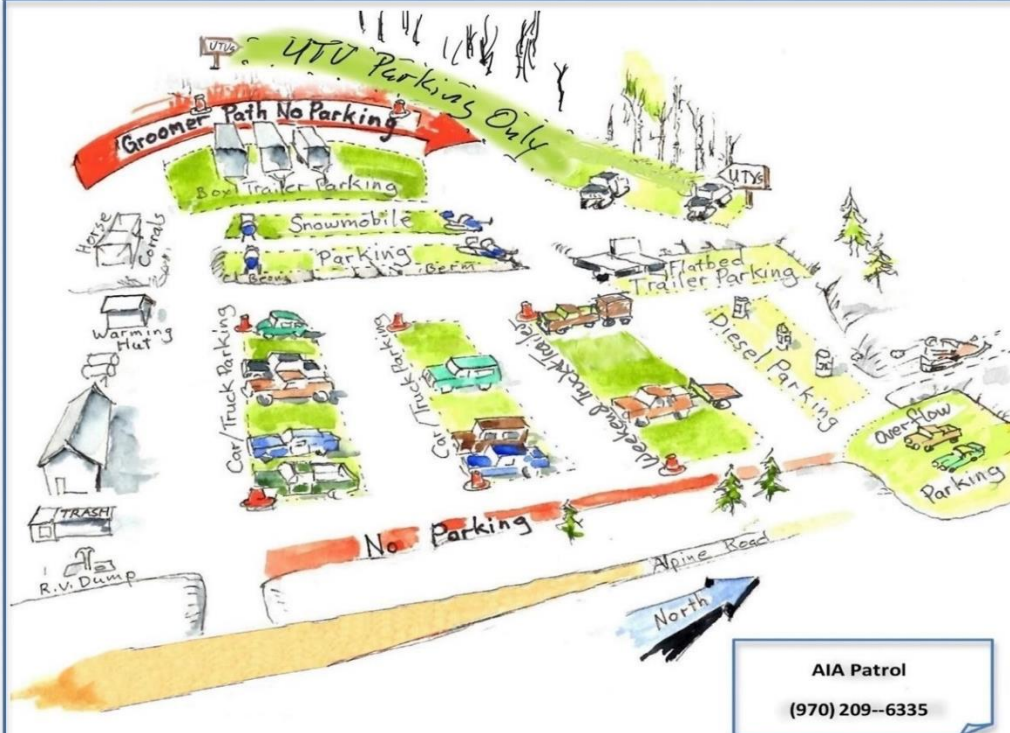 UTVs
UTV Parking Only
Groomer Path No Parking
Box Trailer Parking
UTVs
Horse
Corrals
Snowmobile
Parking
Berm
Berm
Flatbed
Trailer Parking
Warming
Hut
Car/Truck Parking
Car/Truck Parking
Weekend Truck/Trailer
Diesel Parking
Overflow
Parking
TRASH
No Parking
R.V. Dump
Alpine Road
North
AIA Patrol
(970) 209--6335